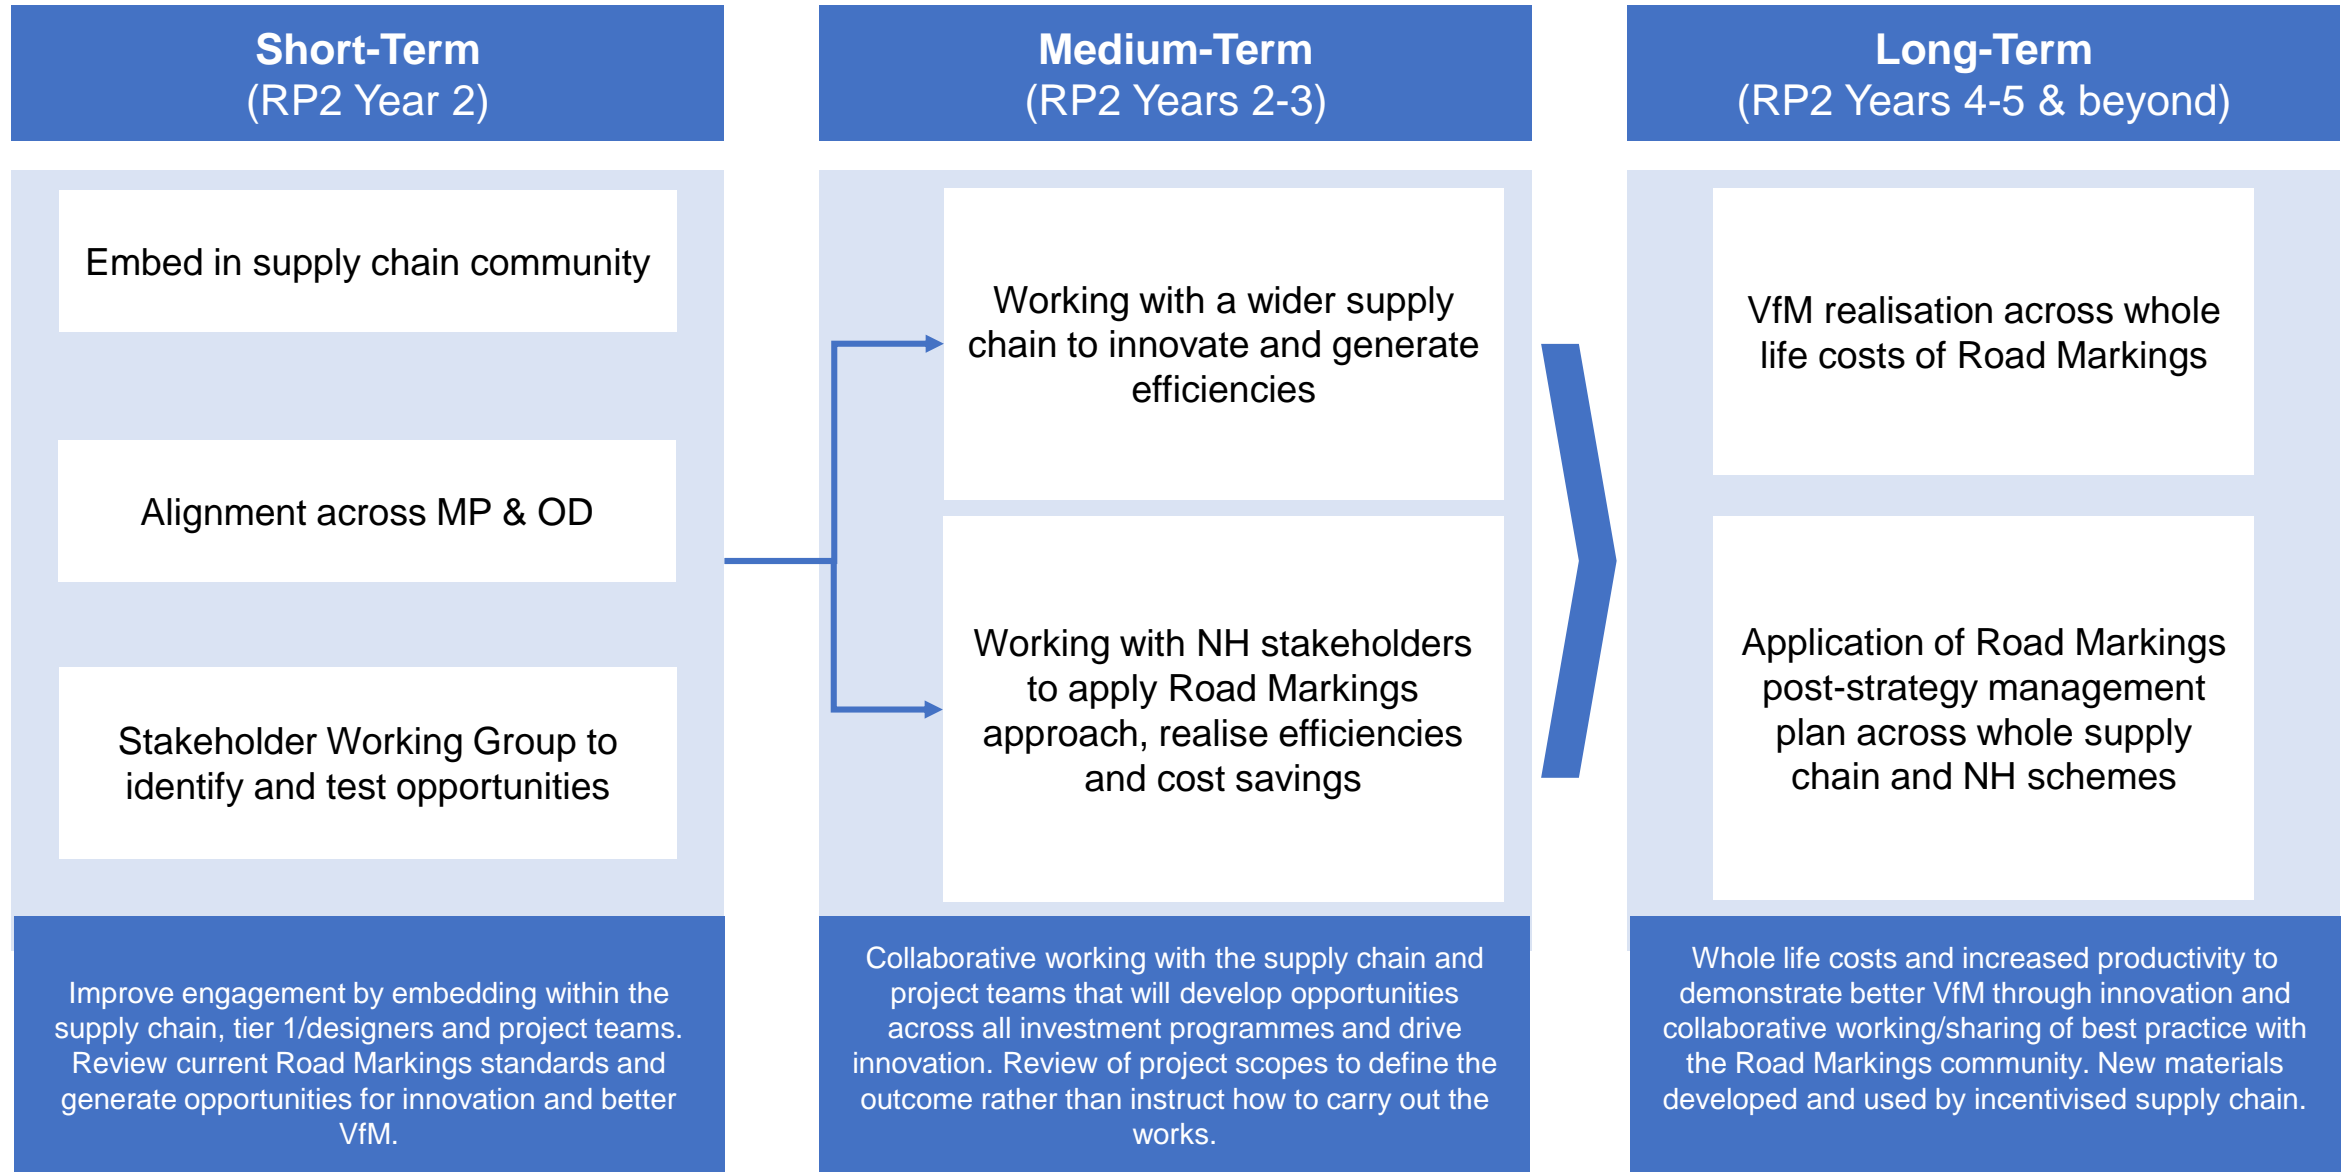 Short-Term
(RP2 Year 2)
Embed in supply chain community
Alignment across MP & OD
Stakeholder Working Group to
identify and test opportunities
Improve engagement by embedding within the
supply chain, tier 1/designers and project teams.
Review current Road Markings standards and
generate opportunities for innovation and better
VfM.
Medium-Term
(RP2 Years 2-3)
Working with a wider supply
chain to innovate and generate
efficiencies
Working with NH stakeholders
to apply Road Markings
approach, realise efficiencies
and cost savings
Collaborative working with the supply chain and
project teams that will develop opportunities
across all investment programmes and drive
innovation. Review of project scopes to define the
outcome rather than instruct how to carry out the
works.
Long-Term
(RP2 Years 4-5 & beyond)
VfM realisation across whole
life costs of Road Markings
Application of Road Markings
post-strategy management
plan across whole supply
chain and NH schemes
Whole life costs and increased productivity to
demonstrate better VfM through innovation and
collaborative working/sharing of best practice with
the Road Markings community. New materials
developed and used by incentivised supply chain.